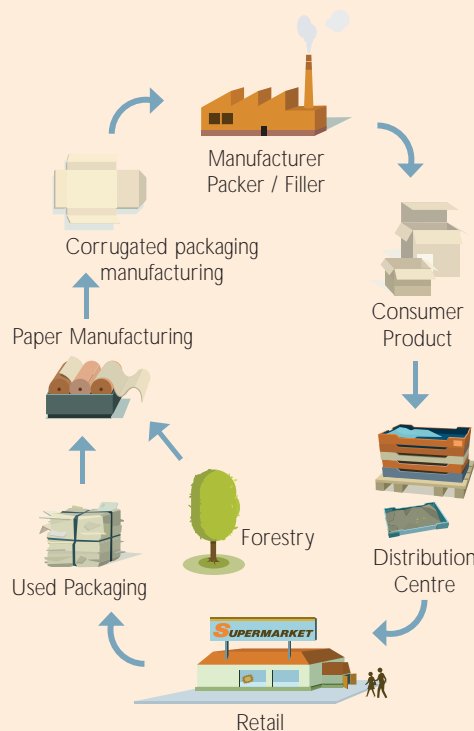 Manufacturer
Packer / Filler
Corrugated packaging
manufacturing
Consumer
Product
Paper Manufacturing
Forestry
Distribution
Centre
Used Packaging
SUPERMARKET
Retail